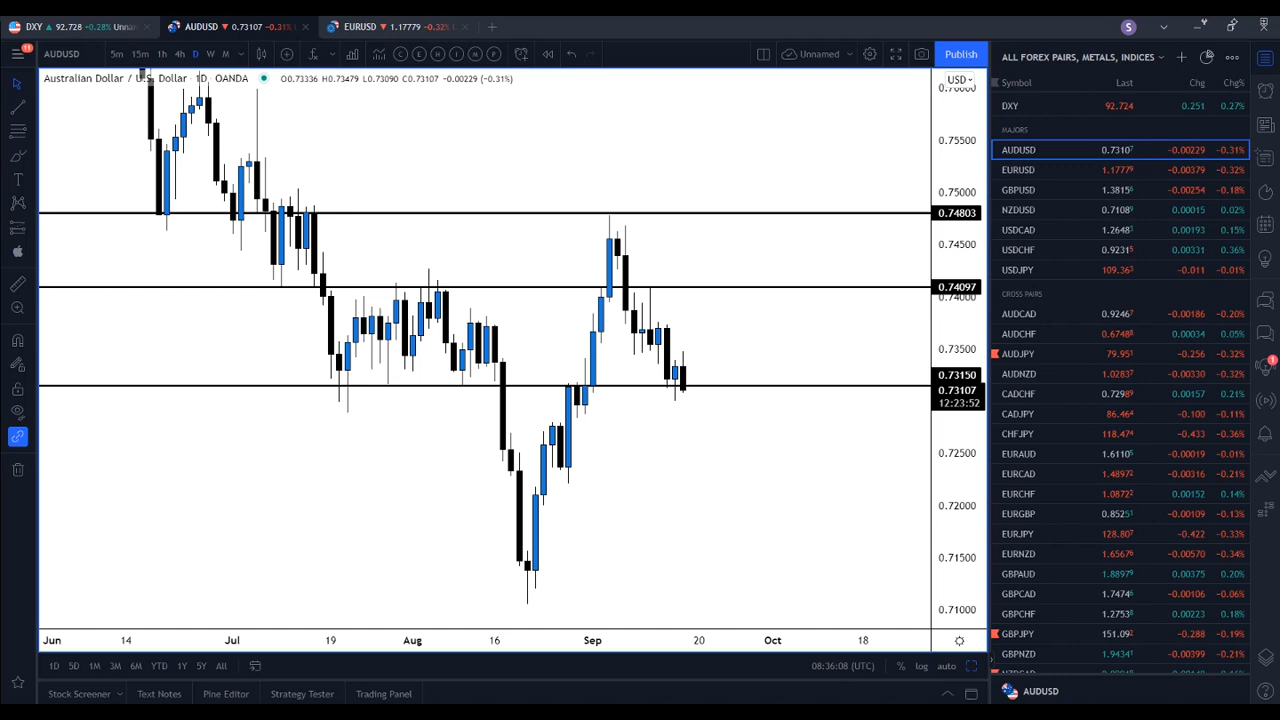 DXY 92.728 +0.28% Unnam
AUDUSD 0.73107 -0.31%
EURUSD 1.17779 -0.32%
S
11
AUDUSD 5m 15m 1h 4h D W M C E H I M P Unnamed Publish
Australian Dollar / U.S. Dollar 1D OANDA O0.73336 H0.73479 L0.73090 C0.73107 -0.00229 (-0.31%)
USD
0.76000
0.75500
0.75000
0.74803
0.74500
0.74097
0.74000
0.73500
0.73150
0.73107
12:23:52
0.72500
0.72000
0.71500
0.71000
Jun 14 Jul 19 Aug 16 Sep 20 Oct 18
1D 5D 1M 3M 6M YTD 1Y 5Y All 08:36:08 (UTC) % log auto
Stock Screener Text Notes Pine Editor Strategy Tester Trading Panel
ALL FOREX PAIRS, METALS, INDICES
Symbol Last Chg Chg%
DXY 92.724 0.251 0.27%
MAJORS
AUDUSD 0.73107 -0.00229 -0.31%
EURUSD 1.17779 -0.00379 -0.32%
GBPUSD 1.38156 -0.00254 -0.18%
NZDUSD 0.71089 0.00015 0.02%
USDCAD 1.26483 0.00193 0.15%
USDCHF 0.92315 0.00331 0.36%
USDJPY 109.363 -0.011 -0.01%
CROSS PAIRS
AUDCAD 0.92467 -0.00186 -0.20%
AUDCHF 0.67488 0.00034 0.05%
AUDJPY 79.951 -0.256 -0.32%
AUDNZD 1.02837 -0.00330 -0.32%
CADCHF 0.72989 0.00157 0.21%
CADJPY 86.464 -0.100 -0.11%
CHFJPY 118.474 -0.433 -0.36%
EURAUD 1.61105 -0.00019 -0.01%
EURCAD 1.48972 -0.00316 -0.21%
EURCHF 1.08722 0.00152 0.14%
EURGBP 0.85251 -0.00109 -0.13%
EURJPY 128.807 -0.422 -0.33%
EURNZD 1.65676 -0.00570 -0.34%
GBPAUD 1.88979 0.00375 0.20%
GBPCAD 1.74746 -0.00106 -0.06%
GBPCHF 1.27538 0.00223 0.18%
GBPJPY 151.092 -0.288 -0.19%
GBPNZD 1.94341 -0.00399 -0.21%
1
AUDUSD